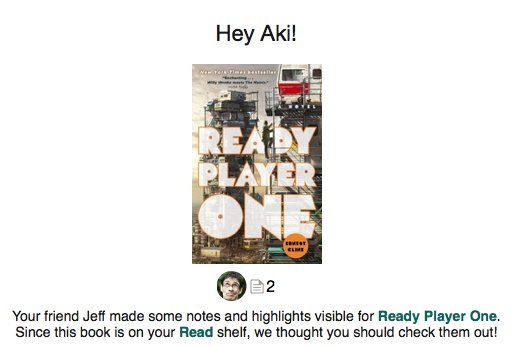 Hey Aki!
New York Times bestseller
"Enchanting...
Willy Wonka meets The Matrix."
A NOVEL
READY
PLAYER
ONE
ERNEST
CLINE
2
Your friend Jeff made some notes and highlights visible for Ready Player One.
Since this book is on your Read shelf, we thought you should check them out!